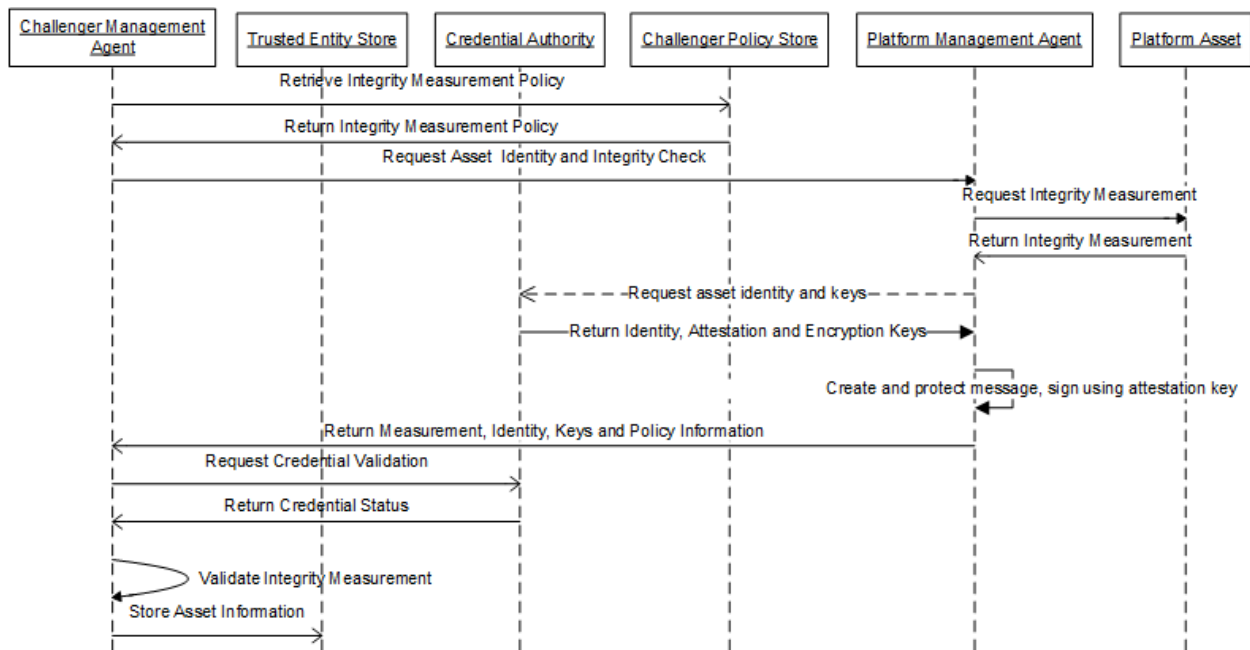 Challenger Management
Agent
Trusted Entity Store
Credential Authority
Challenger Policy Store
Platform Management Agent
Platform Asset
Retrieve Integrity Measurement Policy
Return Integrity Measurement Policy
Request Asset Identity and Integrity Check
Request Integrity Measurement
Return Integrity Measurement
Request asset identity and keys
Return Identity, Attestation and Encryption Keys
Create and protect message, sign using attestation key
Return Measurement, Identity, Keys and Policy Information
Request Credential Validation
Return Credential Status
Validate Integrity Measurement
Store Asset Information